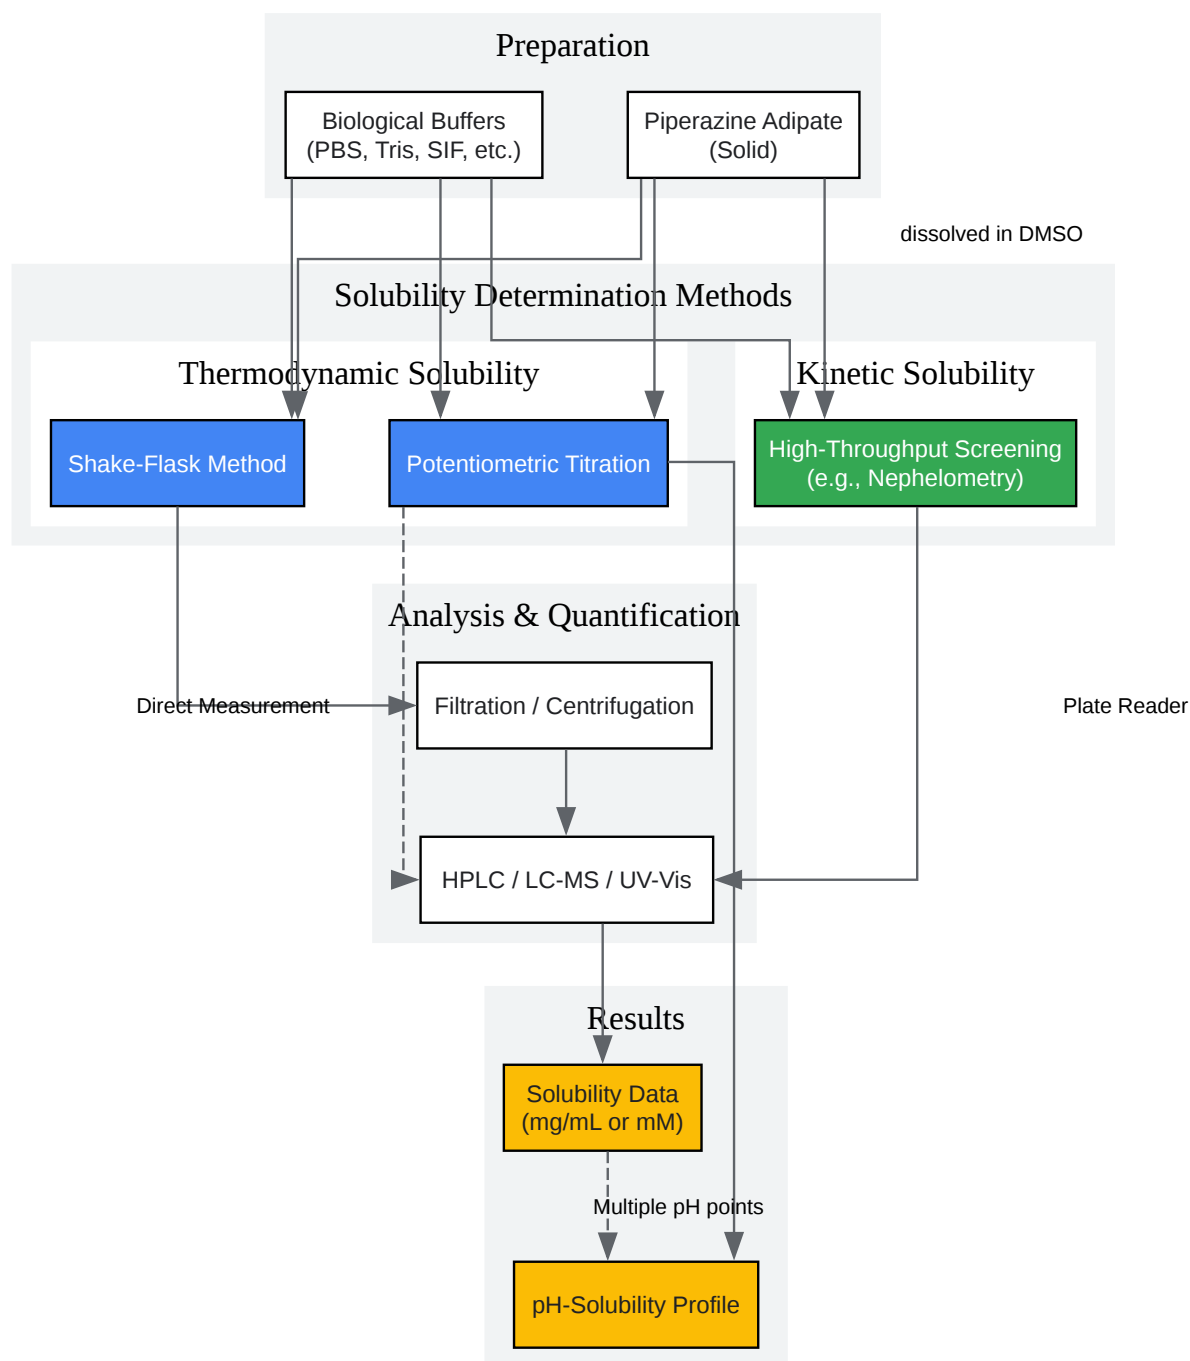 Preparation
Biological Buffers
(PBS, Tris, SIF, etc.)
Piperazine Adipate
(Solid)
dissolved in DMSO
Solubility Determination Methods
Thermodynamic Solubility
Kinetic Solubility
Shake-Flask Method
Potentiometric Titration
High-Throughput Screening
(e.g., Nephelometry)
Analysis & Quantification
Direct Measurement
Filtration / Centrifugation
Plate Reader
HPLC / LC-MS / UV-Vis
Results
Solubility Data
(mg/mL or mM)
Multiple pH points
pH-Solubility Profile